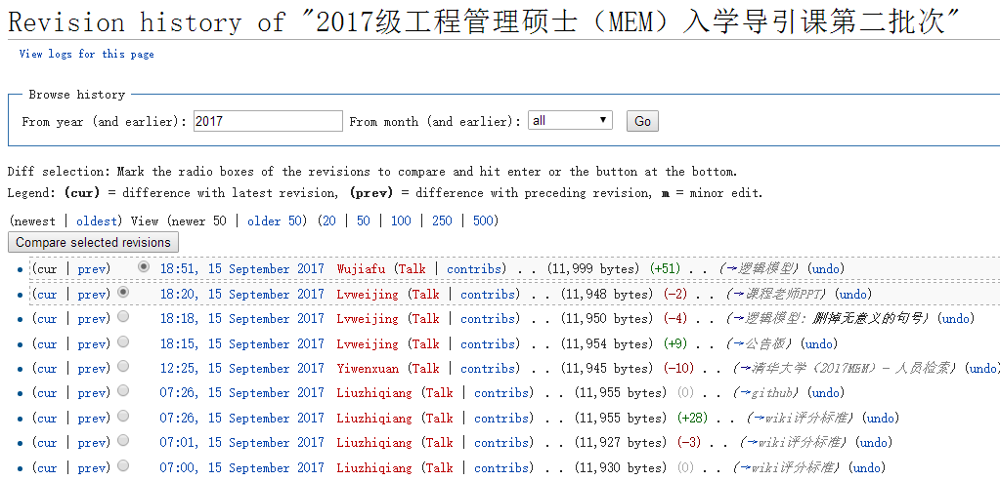 Revision history of "2017级工程管理硕士（MEM）入学导引课第二批次"
View logs for this page
Browse history
From year (and earlier): 2017 From month (and earlier): all Go
Diff selection: Mark the radio boxes of the revisions to compare and hit enter or the button at the bottom.
Legend: (cur) = difference with latest revision, (prev) = difference with preceding revision, m = minor edit.
(newest | oldest) View (newer 50 | older 50) (20 | 50 | 100 | 250 | 500)
Compare selected revisions
(cur | prev) 18:51, 15 September 2017 Wujiafu (Talk | contribs) . . (11,999 bytes) (+51) . . (→逻辑模型) (undo)
(cur | prev) 18:20, 15 September 2017 Lvweijing (Talk | contribs) . . (11,948 bytes) (-2) . . (→课程老师PPT) (undo)
(cur | prev) 18:18, 15 September 2017 Lvweijing (Talk | contribs) . . (11,950 bytes) (-4) . . (→逻辑模型: 删掉无意义的句号) (undo)
(cur | prev) 18:15, 15 September 2017 Lvweijing (Talk | contribs) . . (11,954 bytes) (+9) . . (→公告板) (undo)
(cur | prev) 12:25, 15 September 2017 Yiwenxuan (Talk | contribs) . . (11,945 bytes) (-10) . . (→清华大学（2017MEM）- 人员检索) (undo)
(cur | prev) 07:26, 15 September 2017 Liuzhiqiang (Talk | contribs) . . (11,955 bytes) (0) . . (→github) (undo)
(cur | prev) 07:26, 15 September 2017 Liuzhiqiang (Talk | contribs) . . (11,955 bytes) (+28) . . (→wiki评分标准) (undo)
(cur | prev) 07:01, 15 September 2017 Liuzhiqiang (Talk | contribs) . . (11,927 bytes) (-3) . . (→wiki评分标准) (undo)
(cur | prev) 07:00, 15 September 2017 Liuzhiqiang (Talk | contribs) . . (11,930 bytes) (0) . . (→wiki评分标准) (undo)